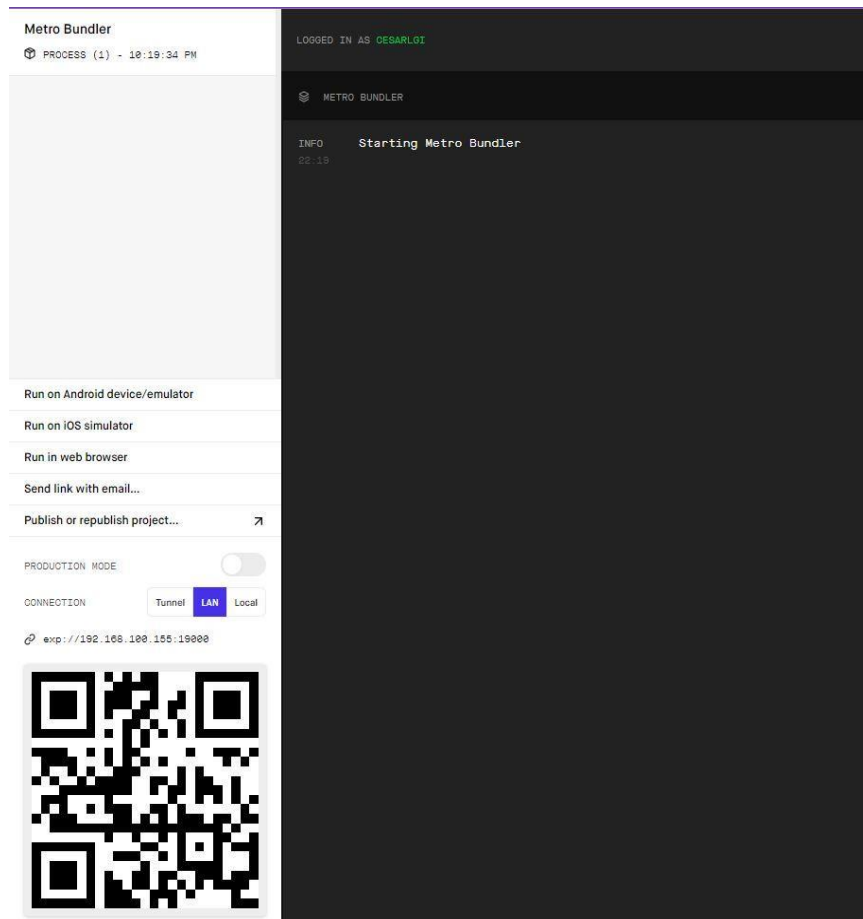 Metro Bundler
PROCESS (1) - 10:19:34 PM
LOGGED IN AS CESARLGI
METRO BUNDLER
INFO Starting Metro Bundler
22:19
Run on Android device/emulator
Run on iOS simulator
Run in web browser
Send link with email...
Publish or republish project...
PRODUCTION MODE
CONNECTION Tunnel LAN Local
exp://192.168.100.155:19000